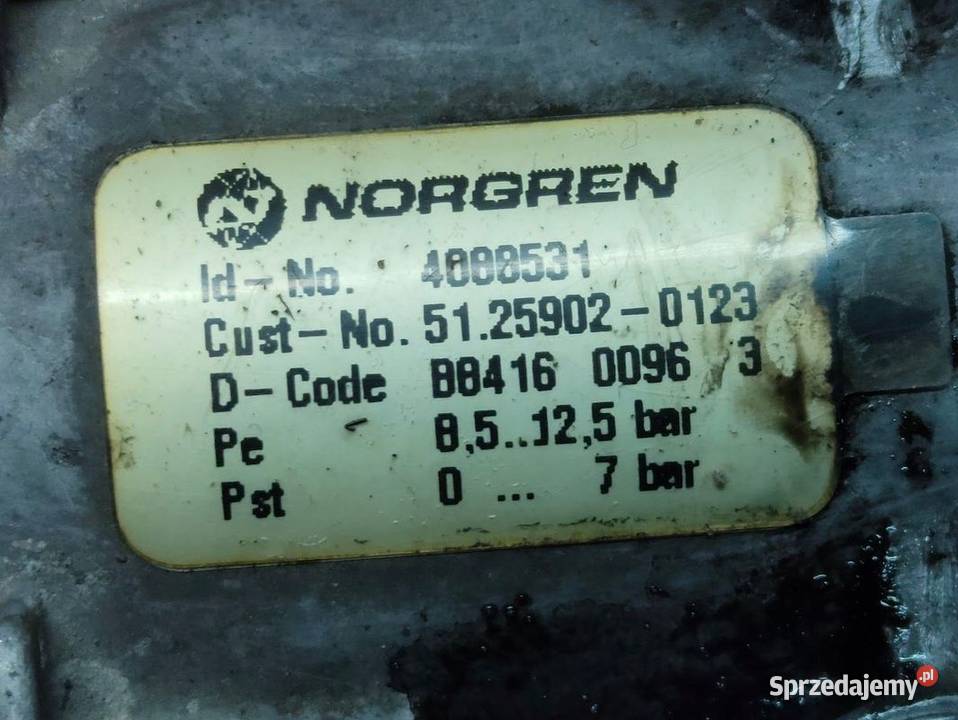 NORGREN
Id-No. 4088531
Cust-No. 51.25902-0123
D-Code B8416 0096 3
Pe 8,5..12,5 bar
Pst 0 ... 7 bar
Sprzedajemy.pl